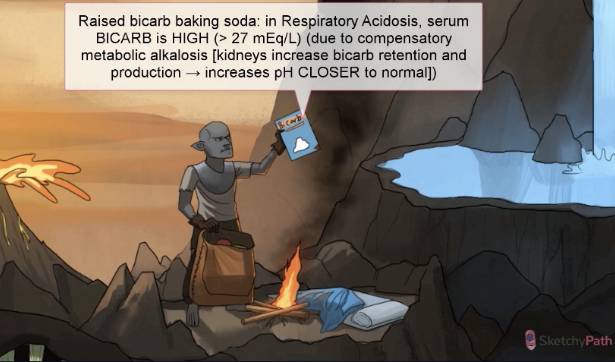 Raised bicarb baking soda: in Respiratory Acidosis, serum
BICARB is HIGH (> 27 mEq/L) (due to compensatory
metabolic alkalosis [kidneys increase bicarb retention and
production → increases pH CLOSER to normal])
Bicarb
SketchyPath